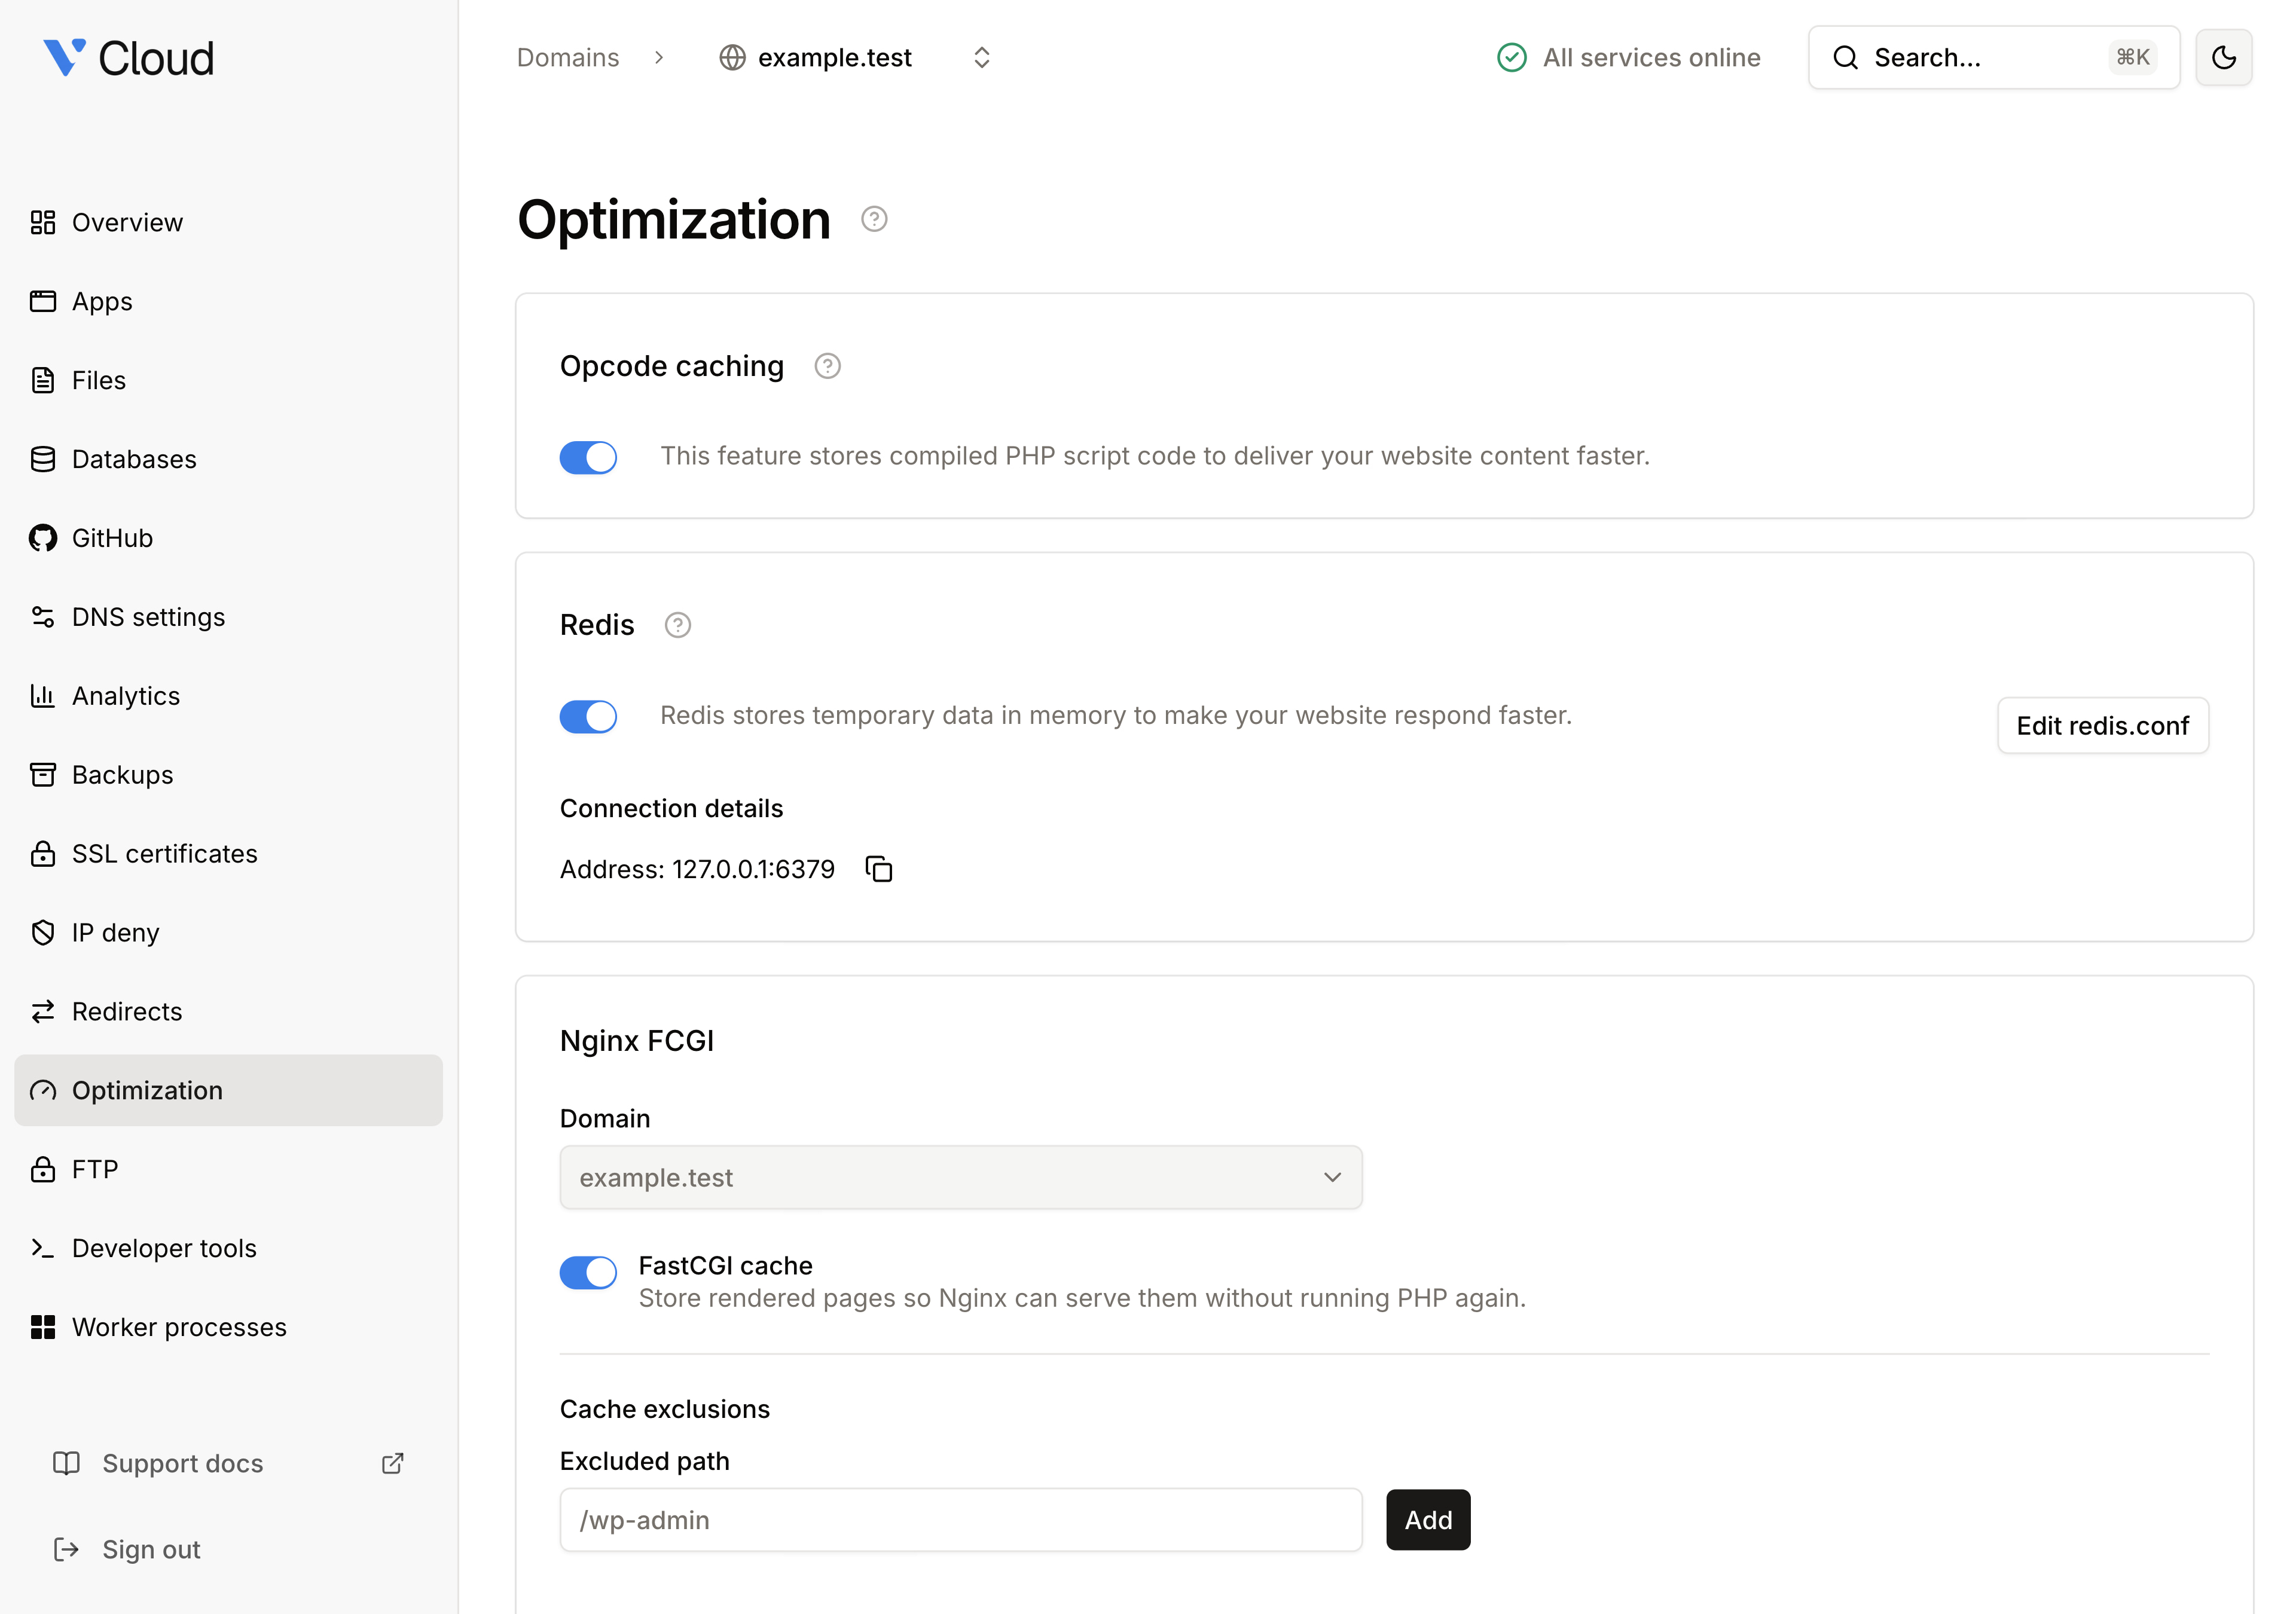 Cloud
Domains
example.test
All services online
Search...
⌘K
Overview
Apps
Files
Databases
GitHub
DNS settings
Analytics
Backups
SSL certificates
IP deny
Redirects
Optimization
FTP
Developer tools
Worker processes
Support docs
Sign out
Optimization
Opcode caching
This feature stores compiled PHP script code to deliver your website content faster.
Redis
Redis stores temporary data in memory to make your website respond faster.
Edit redis.conf
Connection details
Address: 127.0.0.1:6379
Nginx FCGI
Domain
example.test
FastCGI cache
Store rendered pages so Nginx can serve them without running PHP again.
Cache exclusions
Excluded path
/wp-admin
Add